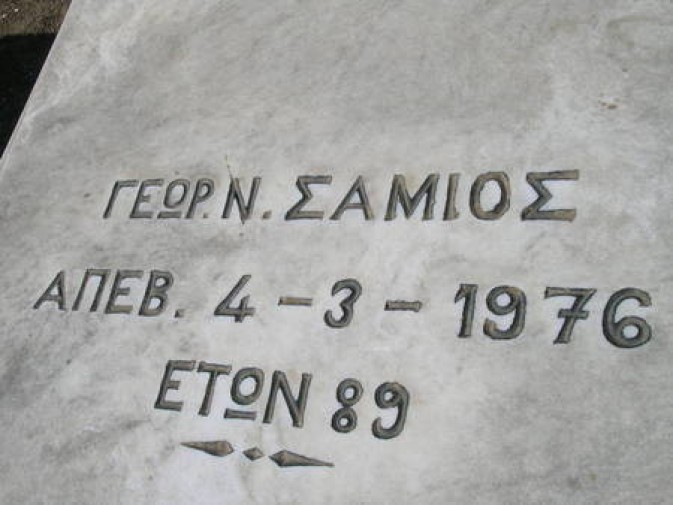 ΓΕΩΡ. Ν. ΣΑΜΙΟΣ
ΑΠΕΒ. 4-3-1976
ΕΤΩΝ 89